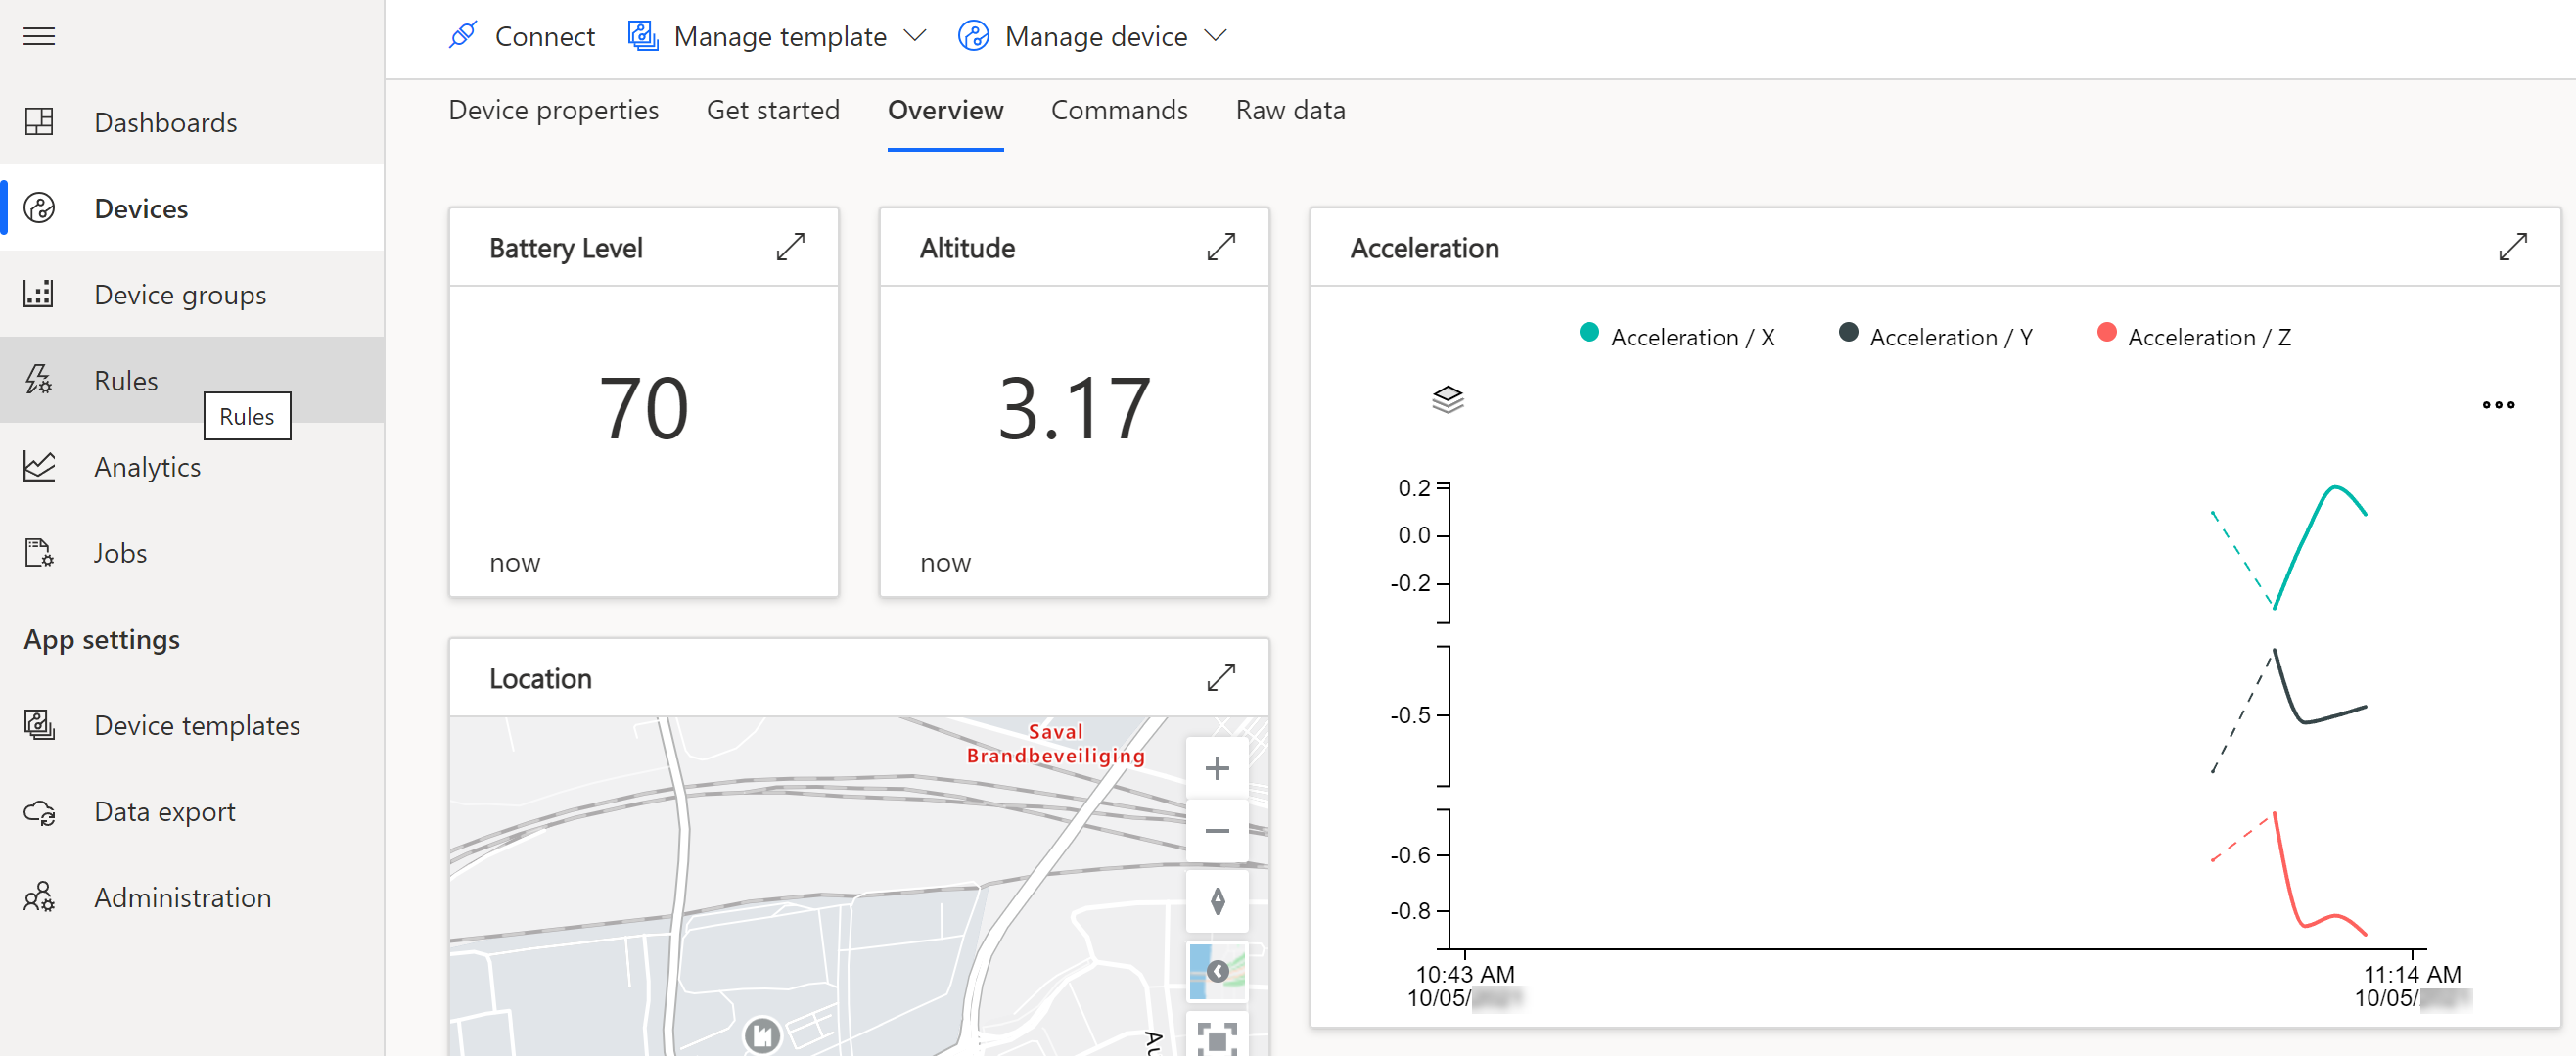 Connect
Manage template
Manage device
Dashboards
Devices
Device groups
Rules
Rules
Analytics
Jobs
App settings
Device templates
Data export
Administration
Device properties
Get started
Overview
Commands
Raw data
Battery Level
70
now
Altitude
3.17
now
Location
Saval
Brandbeveiliging
Au
Acceleration
Acceleration / X
Acceleration / Y
Acceleration / Z
0.2
0.0
-0.2
-0.5
-0.6
-0.8
10:43 AM
10/05/
11:14 AM
10/05/